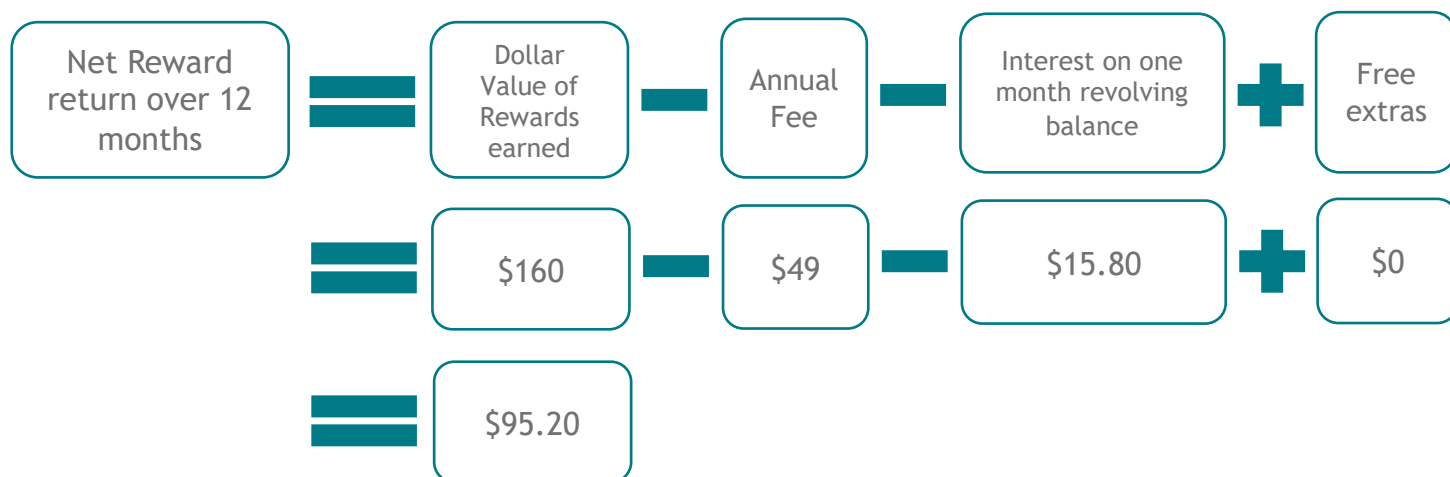 Net Reward
return over 12
months
Dollar
Value of
Rewards
earned
Annual
Fee
Interest on one
month revolving
balance
Free
extras
$160
$49
$15.80
$0
$95.20